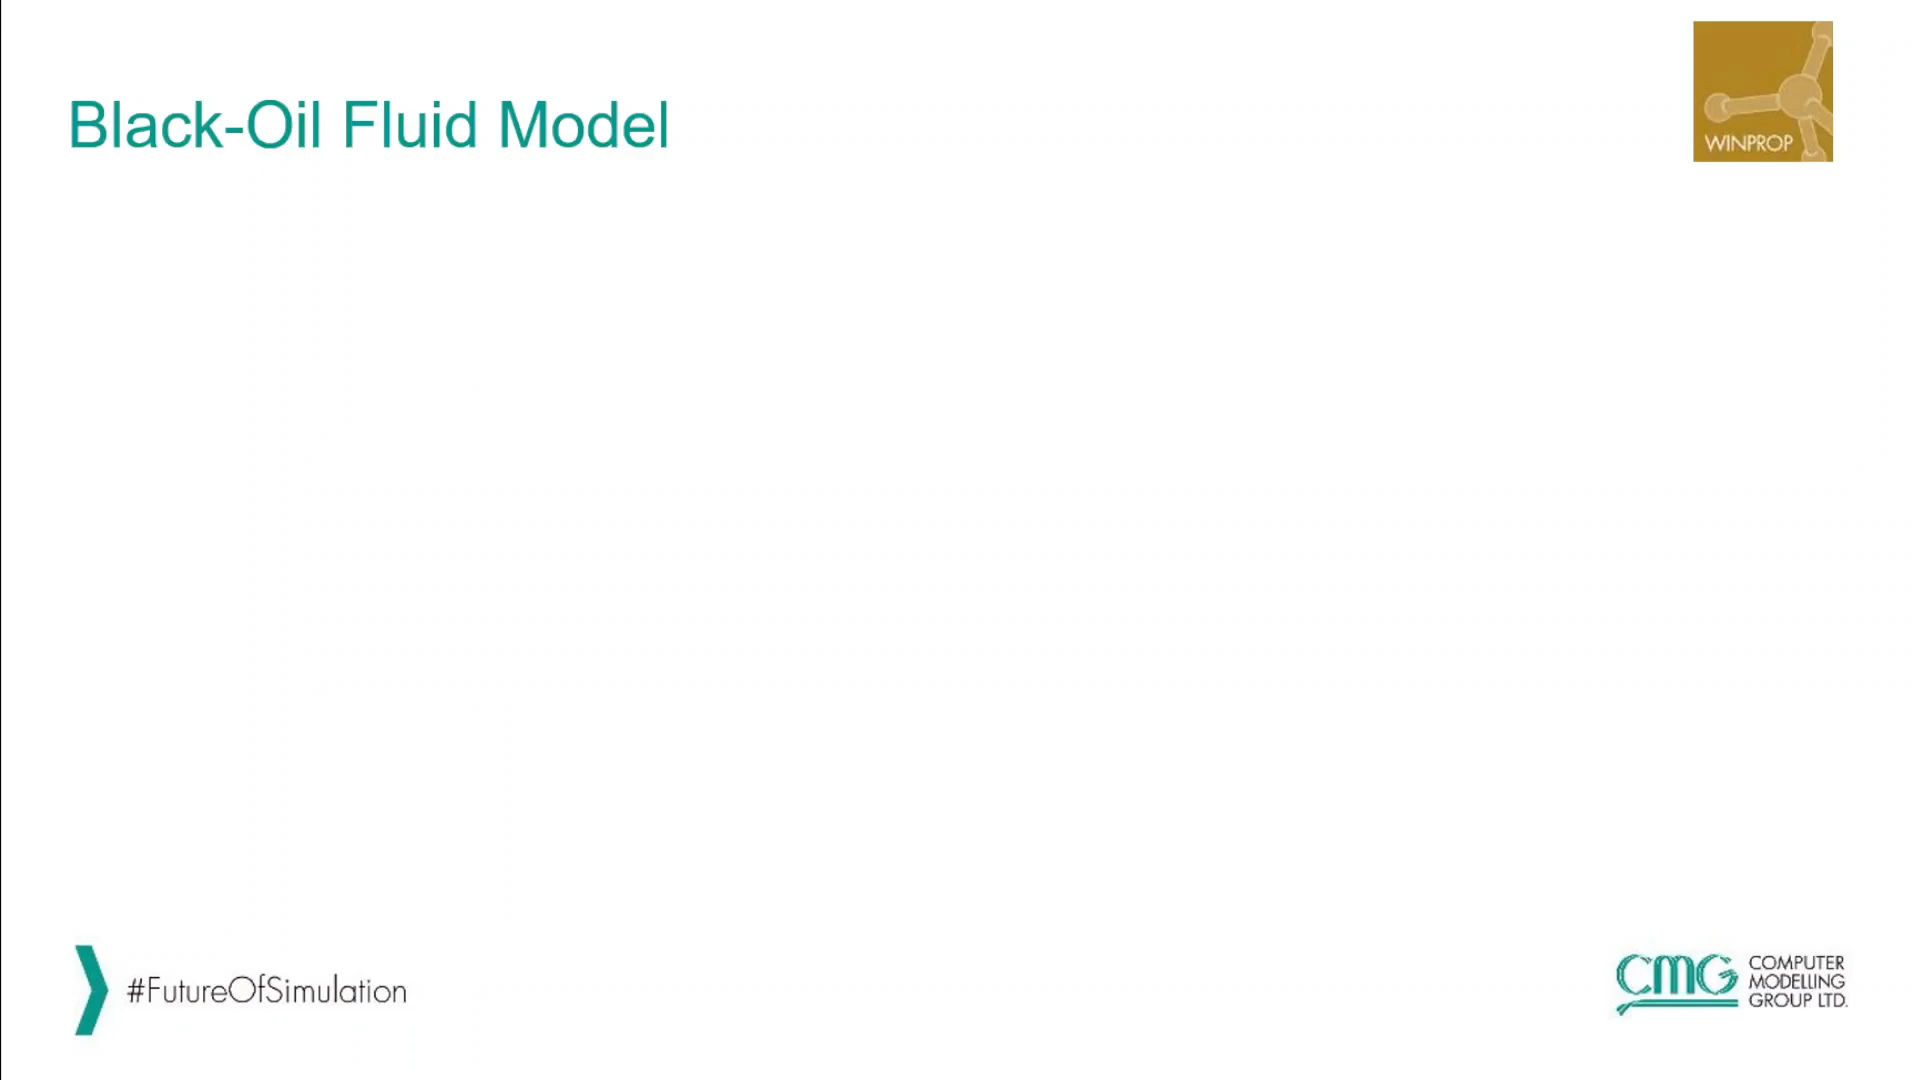 Black-Oil Fluid Model
WINPROP
#FutureOfSimulation
CMG
COMPUTER
MODELLING
GROUP LTD.